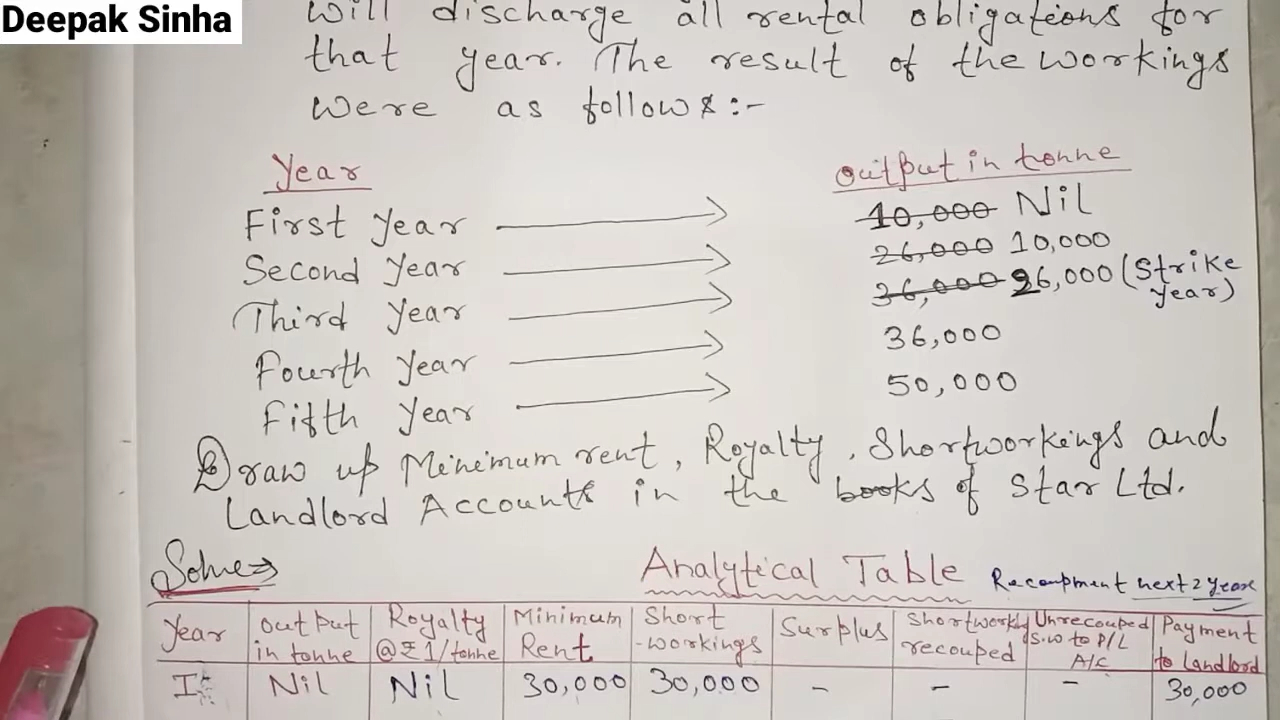 Deepak Sinha
will discharge all rental obligations for
that year. The result of the workings
were as follows:-
Year Output in tonne
First Year 10,000 Nil
Second Year 26,000 10,000
Third Year 36,000 26,000 (Strike year)
Fourth Year 36,000
Fifth Year 50,000
Draw up Minimum rent, Royalty, Shortworkings and
Landlord Accounts in the books of Star Ltd.
Solve⇒ Analytical Table Recoupment next 2 years
Year Output in tonne Royalty @ ₹1/tonne Minimum Rent Short-workings Surplus Shortworkly recouped Unrecouped S.W to P/L A/C Payment to Landlord
I Nil Nil 30,000 30,000 - - - 30,000